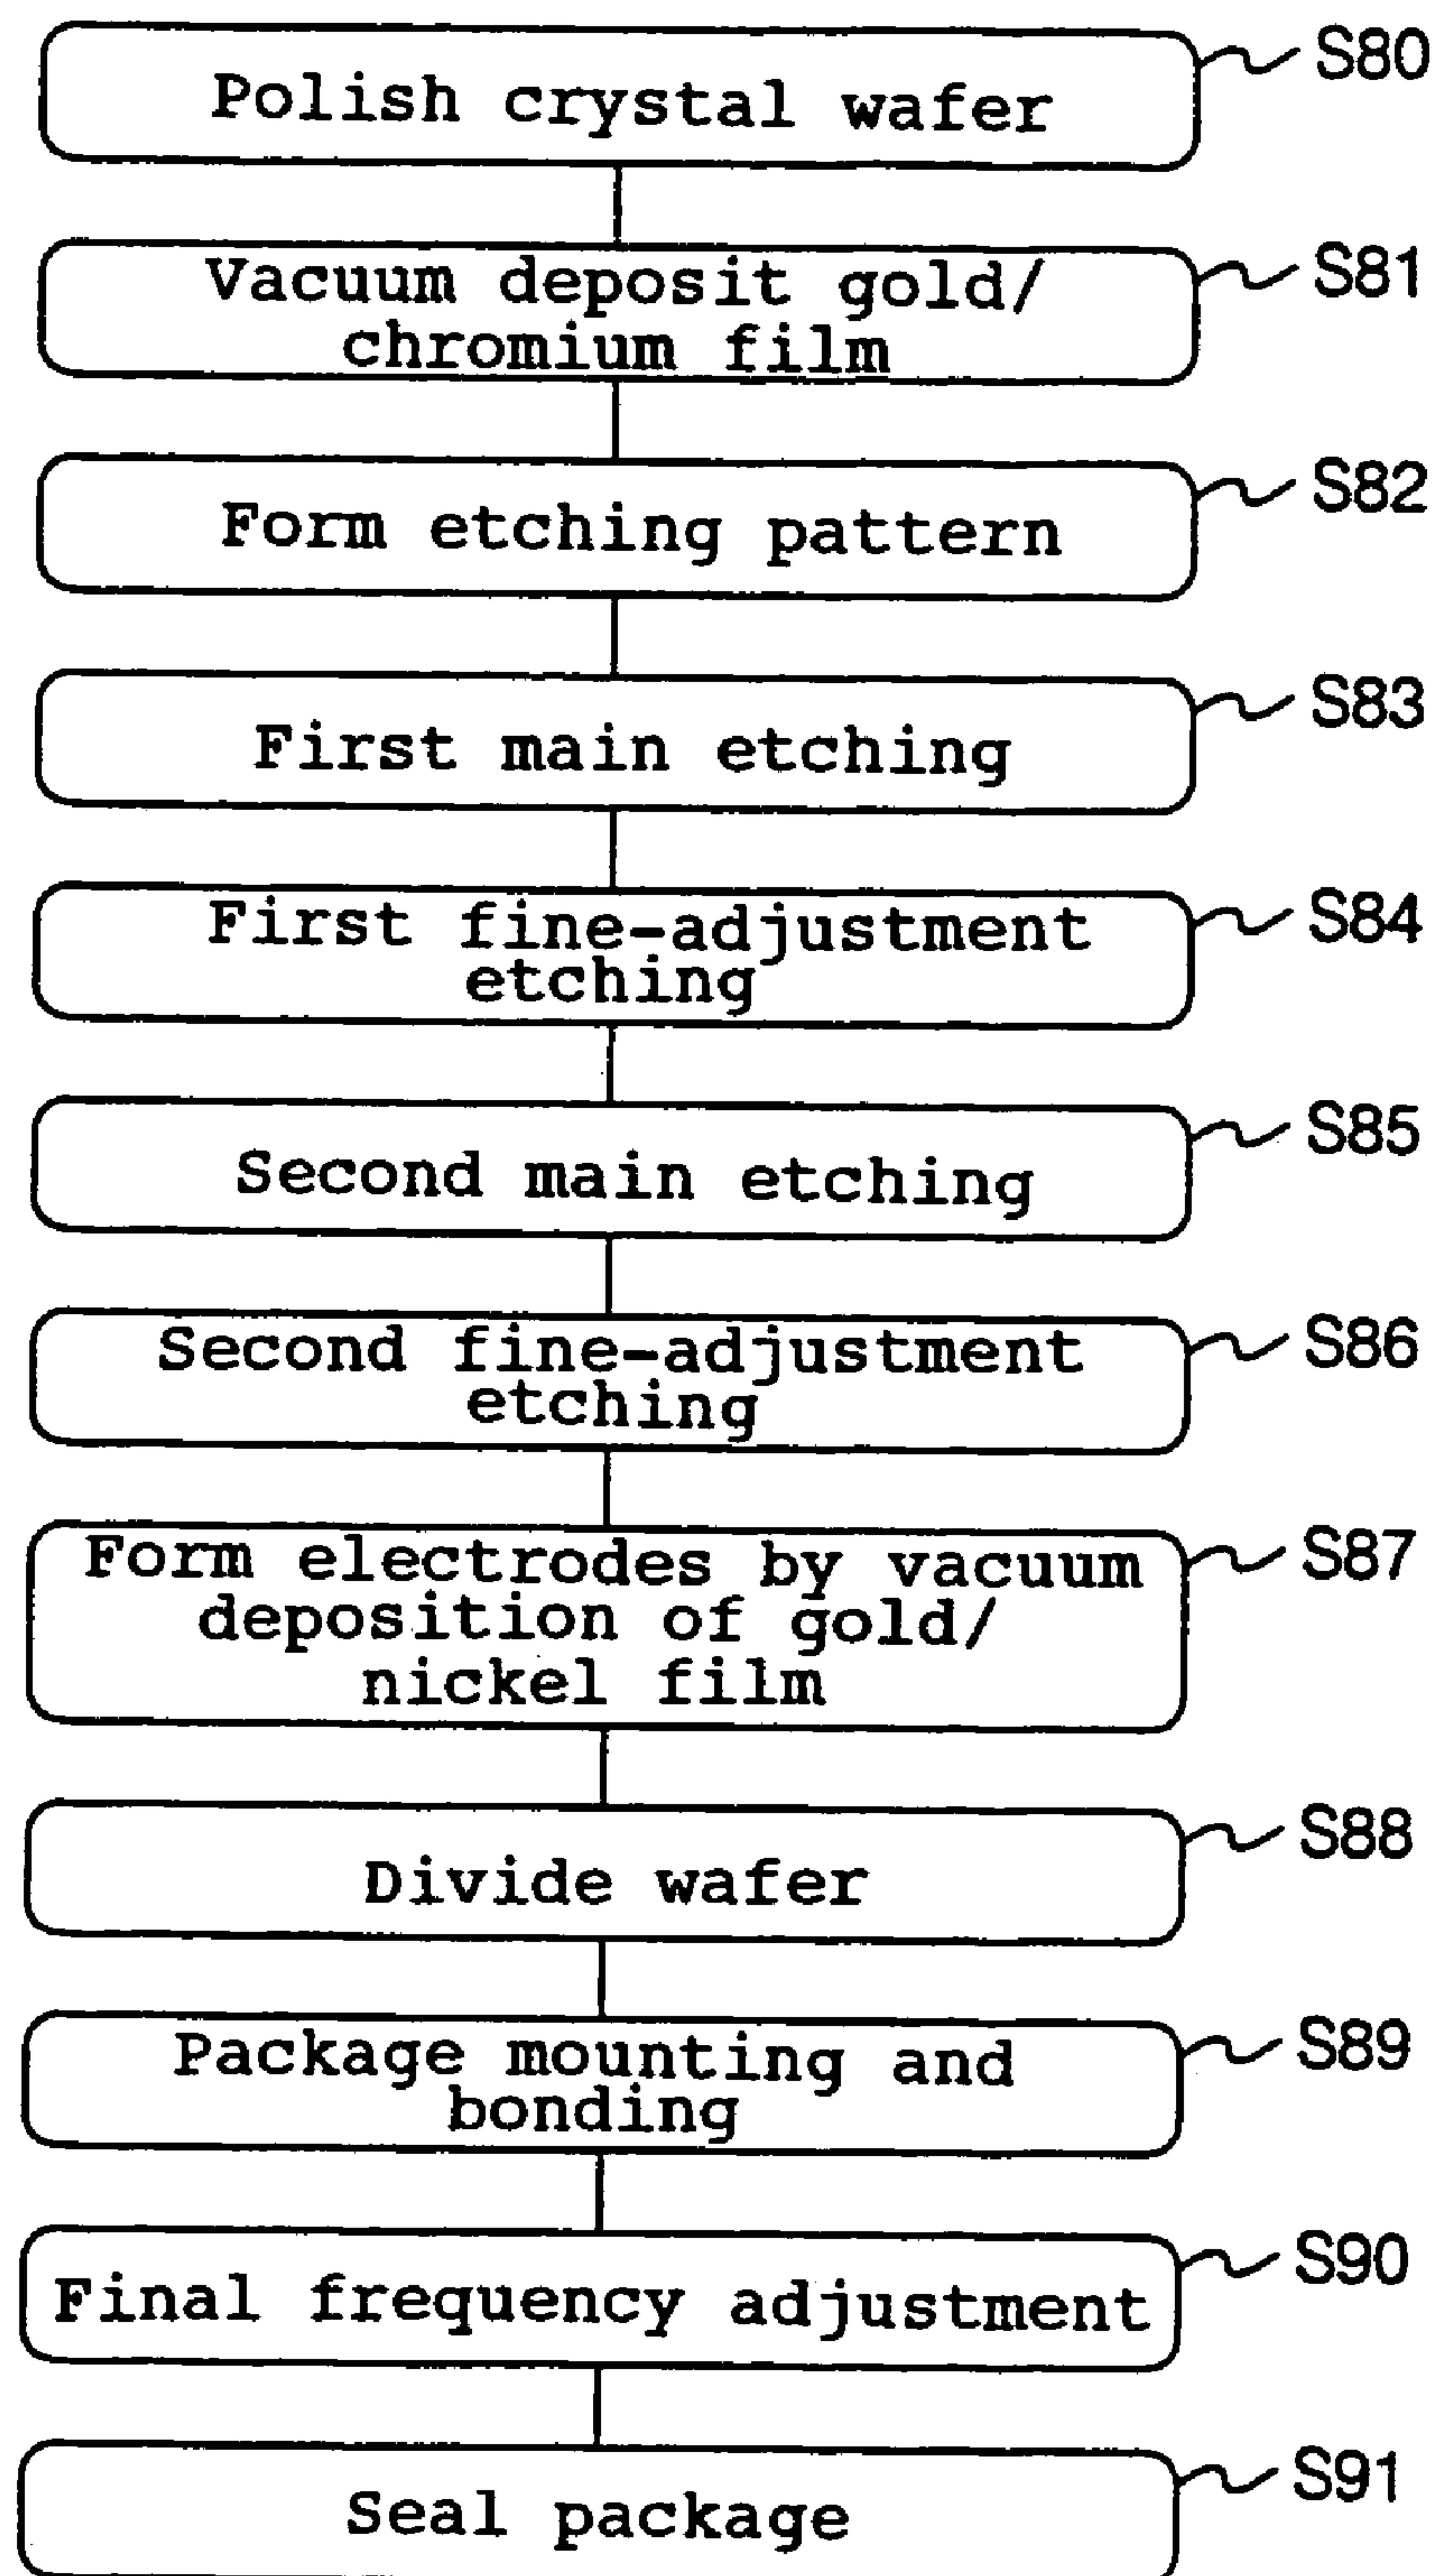 Polish crystal wafer
S80
Vacuum deposit gold/
chromium film
S81
Form etching pattern
S82
First main etching
S83
First fine-adjustment
etching
S84
Second main etching
S85
Second fine-adjustment
etching
S86
Form electrodes by vacuum
deposition of gold/
nickel film
S87
Divide wafer
S88
Package mounting and
bonding
S89
Final frequency adjustment
S90
Seal package
S91